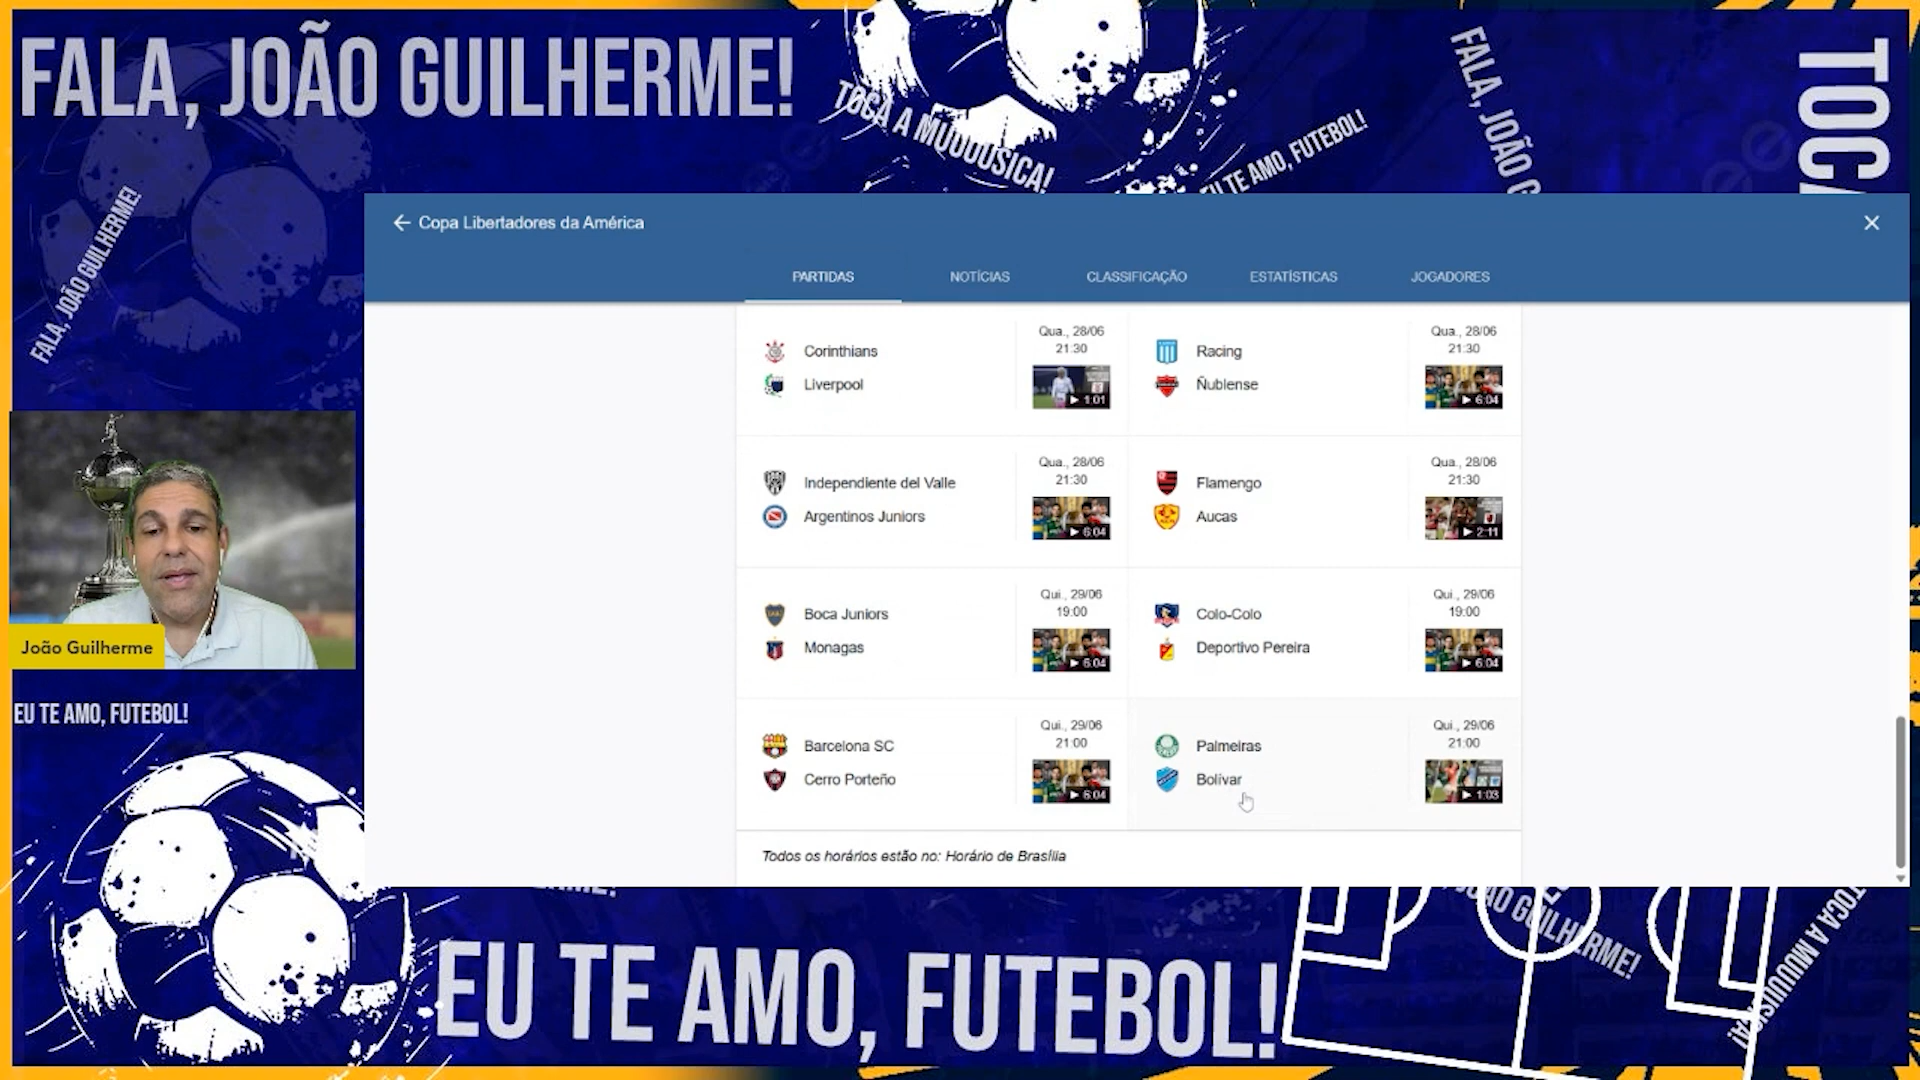 FALA, JOÃO GUILHERME!
TOCA A MUUUUSICA!
EU TE AMO, FUTEBOL!
FALA, JOÃO G
TOCA
FALA, JOÃO GUILHERME!
Copa Libertadores da América
PARTIDAS NOTÍCIAS CLASSIFICAÇÃO ESTATÍSTICAS JOGADORES
Corinthians
Liverpool
Qua., 28/06
21:30
1:01
Racing
Ñublense
Qua., 28/06
21:30
6:04
Independiente del Valle
Argentinos Juniors
Qua., 28/06
21:30
6:04
Flamengo
Aucas
Qua., 28/06
21:30
2:11
Boca Juniors
Monagas
Qui., 29/06
19:00
6:04
Colo-Colo
Deportivo Pereira
Qui., 29/06
19:00
6:04
Barcelona SC
Cerro Porteño
Qui., 29/06
21:00
6:04
Palmeiras
Bolívar
Qui., 29/06
21:00
1:03
Todos os horários estão no: Horário de Brasília
João Guilherme
EU TE AMO, FUTEBOL!
EU TE AMO, FUTEBOL!
JOÃO GUILHERME!
TOCA A MUUUUSICA!